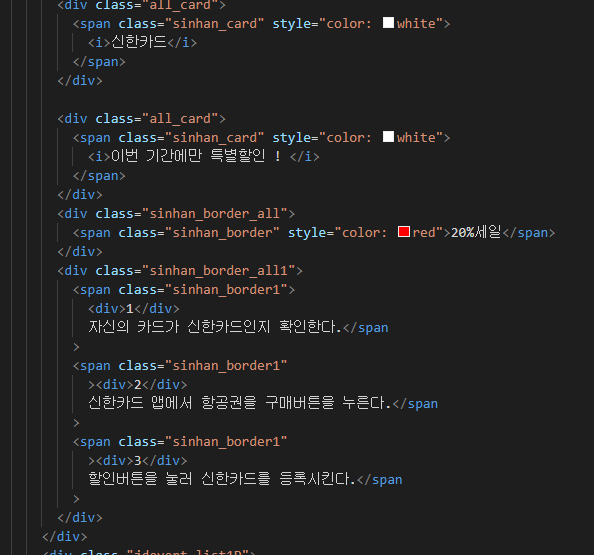 <div class="all_card">
<span class="sinhan_card" style="color: white">
<i>신한카드</i>
</span>
</div>
<div class="all_card">
<span class="sinhan_card" style="color: white">
<i>이번 기간에만 특별할인 ! </i>
</span>
</div>
<div class="sinhan_border_all">
<span class="sinhan_border" style="color: red">20%세일</span>
</div>
<div class="sinhan_border_all1">
<span class="sinhan_border1">
<div>1</div>
자신의 카드가 신한카드인지 확인한다.</span
>
<span class="sinhan_border1"
><div>2</div>
신한카드 앱에서 항공권을 구매버튼을 누른다.</span
>
<span class="sinhan_border1"
><div>3</div>
할인버튼을 눌러 신한카드를 등록시킨다.</span
>
</div>
</div>
<div class=